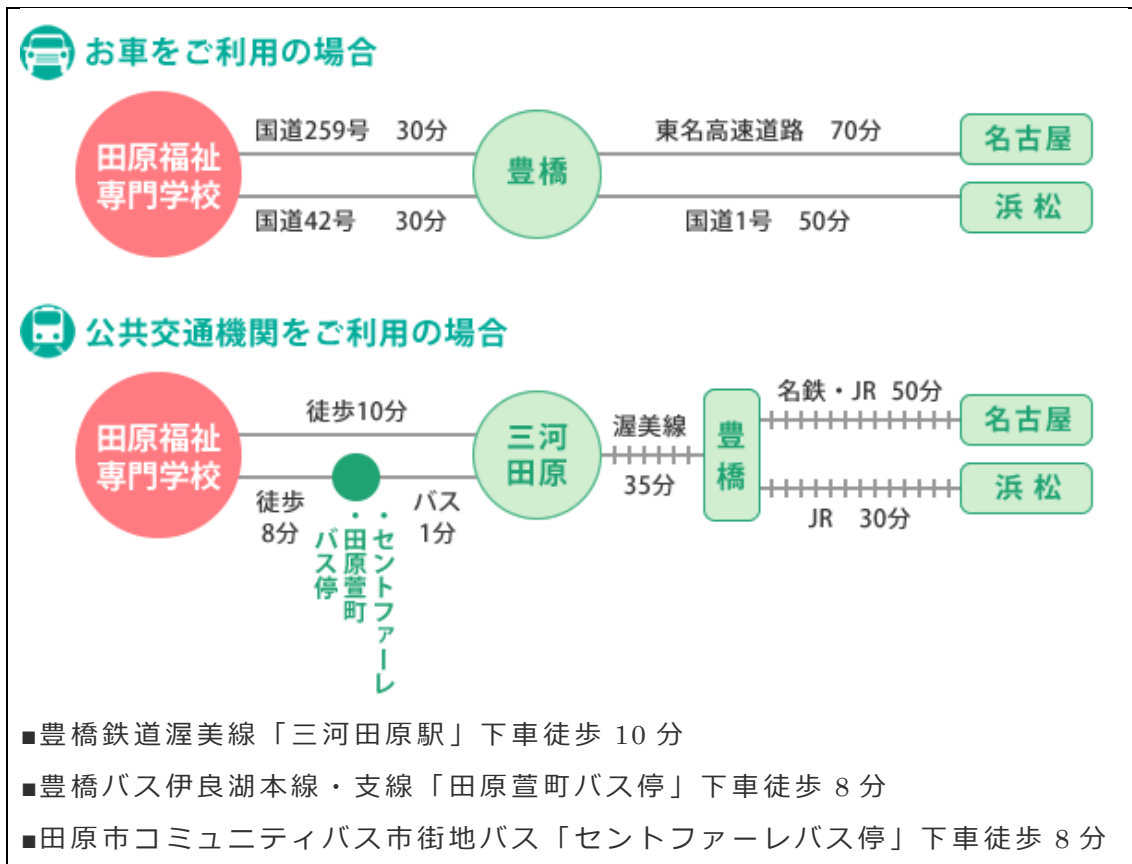 お車をご利用の場合
田原福祉
専門学校
国道259号 30分
国道42号 30分
豊橋
東名高速道路 70分
国道1号 50分
名古屋
浜松
公共交通機関をご利用の場合
田原福祉
専門学校
徒歩10分
徒歩
8分
・セントファーレ
・田原萱町
バス停
バス
1分
三河
田原
渥美線
35分
豊橋
名鉄・JR 50分
JR 30分
名古屋
浜松
■豊橋鉄道渥美線「三河田原駅」下車徒歩 10 分
■豊橋バス伊良湖本線・支線「田原萱町バス停」下車徒歩 8 分
■田原市コミュニティバス市街地バス「セントファーレバス停」下車徒歩 8 分